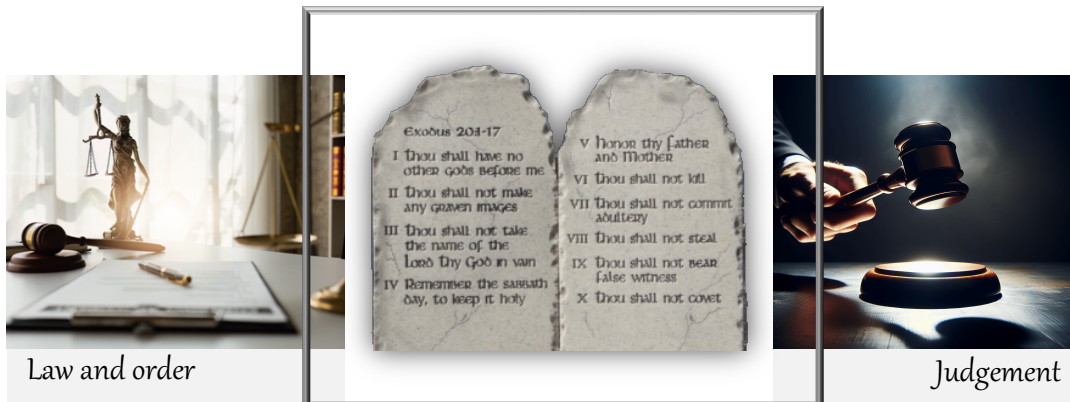 Exodus 20:1-17
I Thou shall have no
other gods before me
II Thou shall not make
any graven images
III Thou shall not take
the name of the
Lord Thy God in vain
IV Remember the sabbath
day, to keep it holy
V Honor thy father
and Mother
VI Thou shall not kill
VII Thou shall not commit
adultery
VIII Thou shall not steal
IX Thou shall not bear
false witness
X Thou shall not covet
Law and order
Judgement